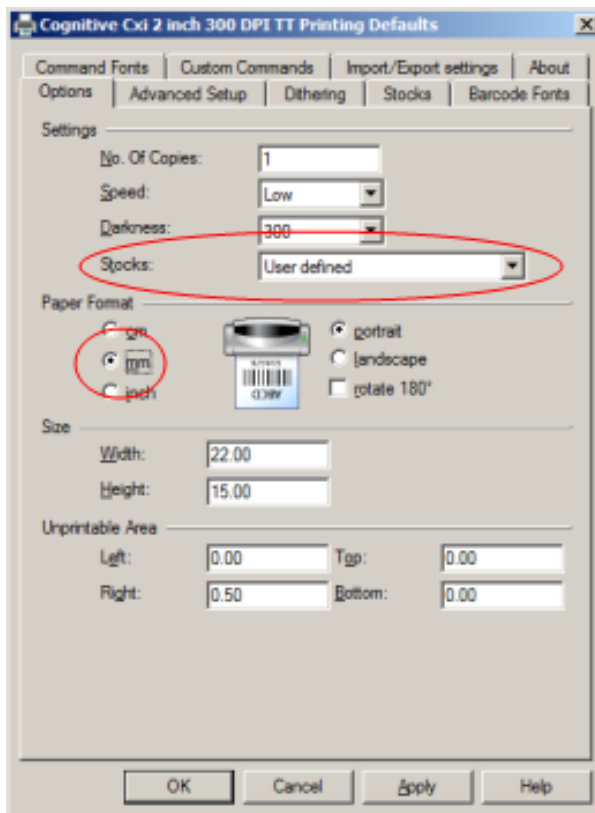 Cognitive Cxi 2 inch 300 DPI TT Printing Defaults
Command Fonts Custom Commands Import/Export settings About
Options Advanced Setup Dithering Stocks Barcode Fonts
Settings
No. Of Copies: 1
Speed: Low
Darkness: 300
Stocks: User defined
Paper Format
cm portrait
mm landscape
inch rotate 180°
ABCD
Size
Width: 22.00
Height: 15.00
Unprintable Area
Left: 0.00 Top: 0.00
Right: 0.50 Bottom: 0.00
OK Cancel Apply Help